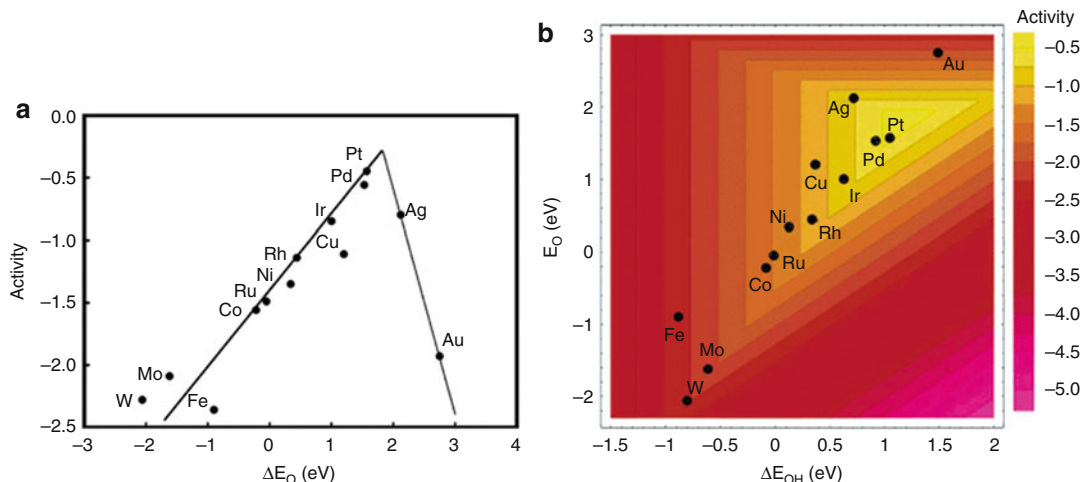 a
0.0
−0.5
−1.0
−1.5
−2.0
−2.5
Activity
Pt
Pd
Ag
Ir
Cu
Rh
Ni
Ru
Co
Au
Mo
W
Fe
−3 −2 −1 0 1 2 3 4
ΔE_O (eV)
b
3
2
1
0
−1
−2
E_O (eV)
Au
Ag
Pt
Pd
Cu
Ir
Ni
Rh
Ru
Co
Fe
Mo
W
−1.5 −1 −0.5 0 0.5 1 1.5 2
ΔE_OH (eV)
Activity
−0.5
−1.0
−1.5
−2.0
−2.5
−3.0
−3.5
−4.0
−4.5
−5.0